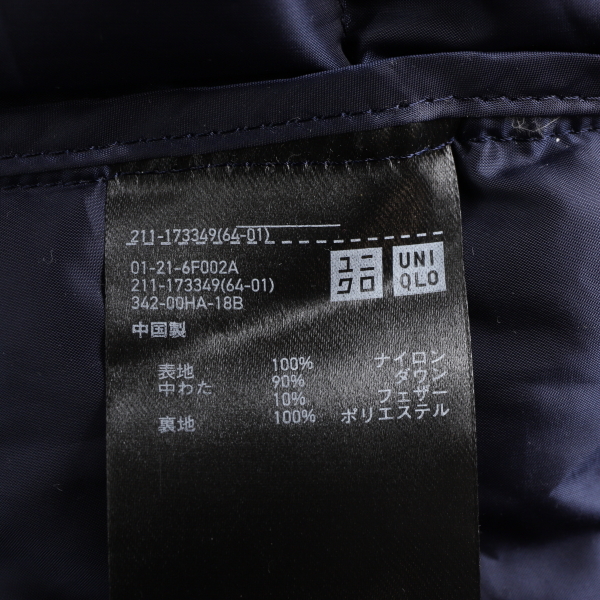 211-173349(64-01)
01-21-6F002A
211-173349(64-01)
342-00HA-18B
ユニ
クロ
UNI
QLO
中国製
表地 100% ナイロン
中わた 90% ダウン
10% フェザー
裏地 100% ポリエステル